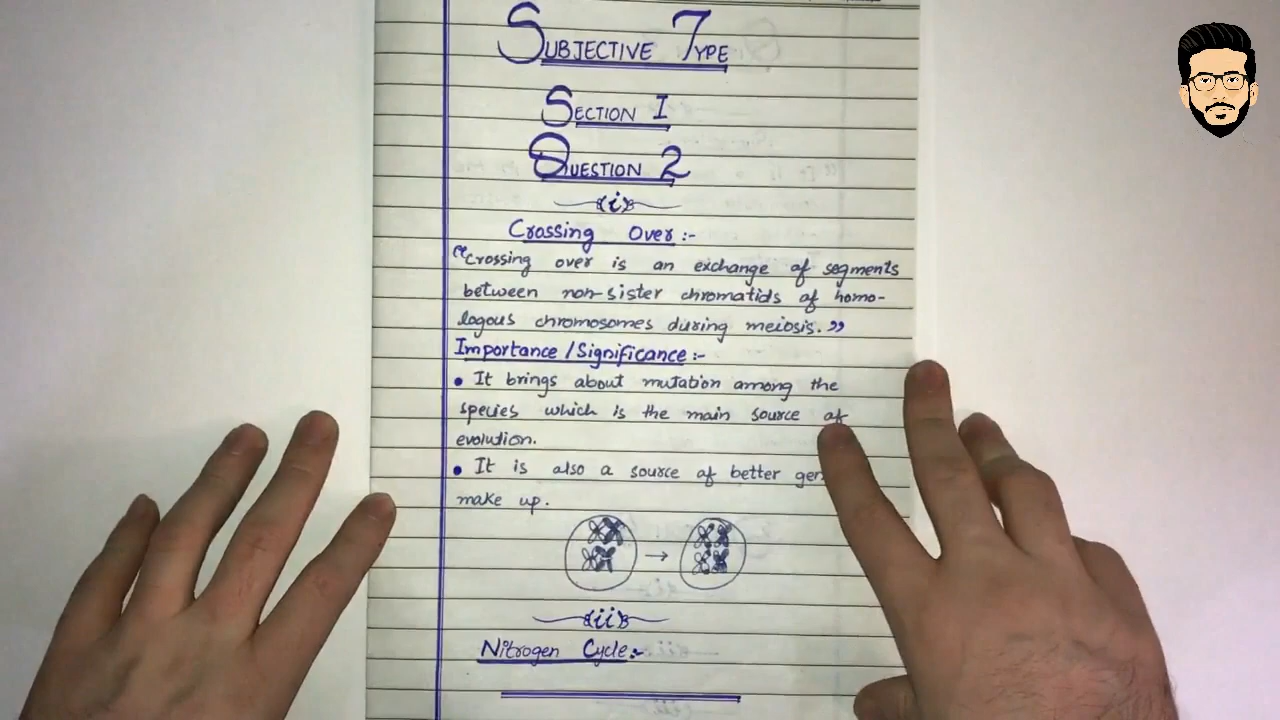 SUBJECTIVE TYPE
SECTION I
QUESTION 2
i
Crossing Over:-
"Crossing over is an exchange of segments
between non-sister chromatids of homo-
logous chromosomes during meiosis."
Importance/Significance:-
• It brings about mutation among the
species which is the main source of
evolution.
• It is also a source of better
make up.
→
ii
Nitrogen Cycle:-